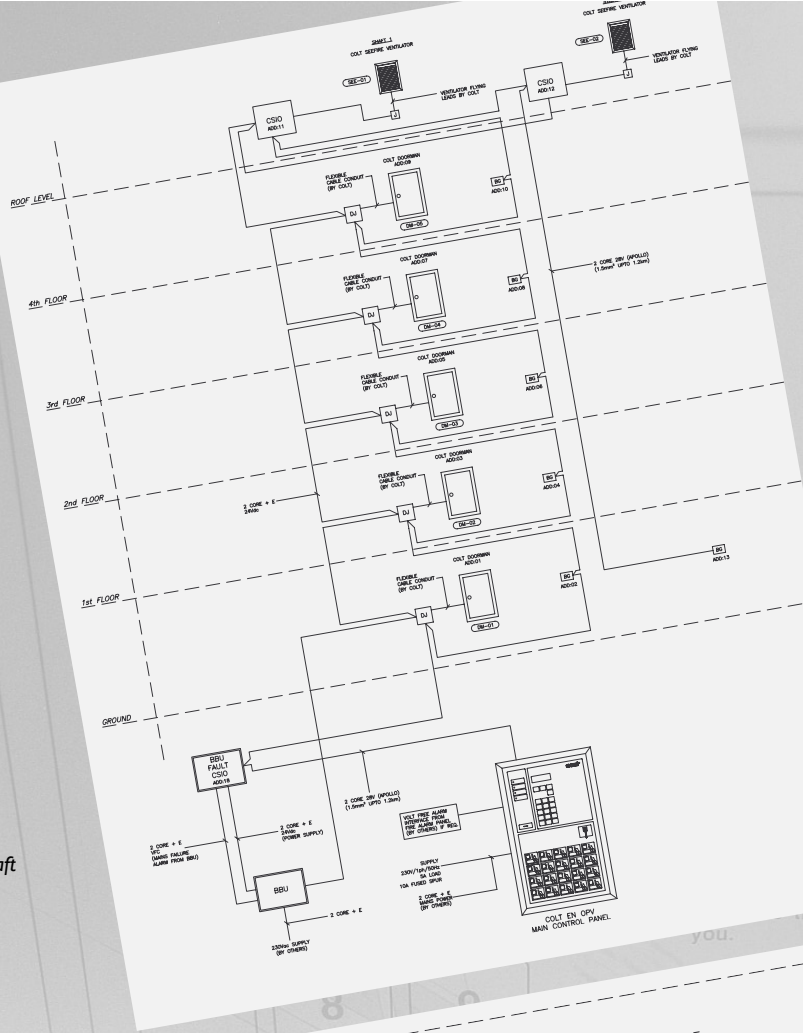 SHAFT 1
COLT SEEFIRE VENTILATOR
SEE-01
VENTILATOR FLYING
LEADS BY COLT
J
COLT SEEFIRE VENTILATOR
SEE-02
VENTILATOR FLYING
LEADS BY COLT
J
CSIO
ADD:11
CSIO
ADD:12
ROOF LEVEL
COLT DOORMAN
ADD:09
FLEXIBLE
CABLE CONDUIT
(BY COLT)
DJ
DM-05
BG
ADD:10
2 CORE 28V (APOLLO)
(1.5mm² UPTO 1.2km)
4th FLOOR
COLT DOORMAN
ADD:07
FLEXIBLE
CABLE CONDUIT
(BY COLT)
DJ
DM-04
BG
ADD:08
3rd FLOOR
COLT DOORMAN
ADD:05
FLEXIBLE
CABLE CONDUIT
(BY COLT)
DJ
DM-03
BG
ADD:06
2nd FLOOR
2 CORE + E
24Vdc
COLT DOORMAN
ADD:03
FLEXIBLE
CABLE CONDUIT
(BY COLT)
DJ
DM-02
BG
ADD:04
1st FLOOR
COLT DOORMAN
ADD:01
FLEXIBLE
CABLE CONDUIT
(BY COLT)
DJ
DM-01
BG
ADD:02
BG
ADD:13
GROUND
BBU
FAULT
CSIO
2 CORE 28V (APOLLO)
(1.5mm² UPTO 1.2km)
2 CORE + E
24Vdc
(POWER SUPPLY)
2 CORE + E
VFC
(MAINS FAILURE
ALARM FROM BBU)
VOLT FREE ALARM
INTERFACE FROM
FIRE ALARM PANEL
(BY OTHERS) IF REQ.
SUPPLY
230V/1ph/50Hz
5A LOAD
10A FUSED SPUR
2 CORE + E
MAINS POWER
(BY OTHERS)
BBU
2 CORE + E
230Vac SUPPLY
(BY OTHERS)
COLT EN OPV
MAIN CONTROL PANEL
aft
you.
8